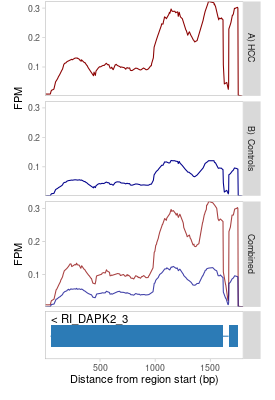 0.3
0.2
0.1
FPM
A) HCC
0.3
0.2
0.1
B) Controls
0.3
0.2
0.1
FPM
Combined
< RI_DAPK2_3
500
1000
1500
Distance from region start (bp)